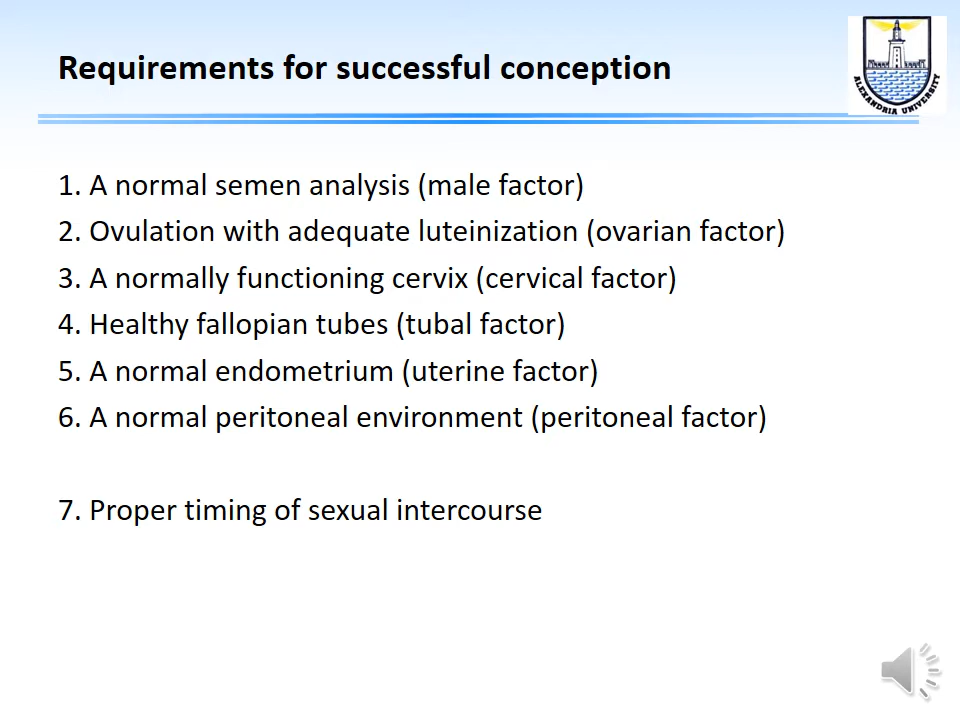 Requirements for successful conception
ALEXANDRIA UNIVERSITY
1. A normal semen analysis (male factor)
2. Ovulation with adequate luteinization (ovarian factor)
3. A normally functioning cervix (cervical factor)
4. Healthy fallopian tubes (tubal factor)
5. A normal endometrium (uterine factor)
6. A normal peritoneal environment (peritoneal factor)
7. Proper timing of sexual intercourse